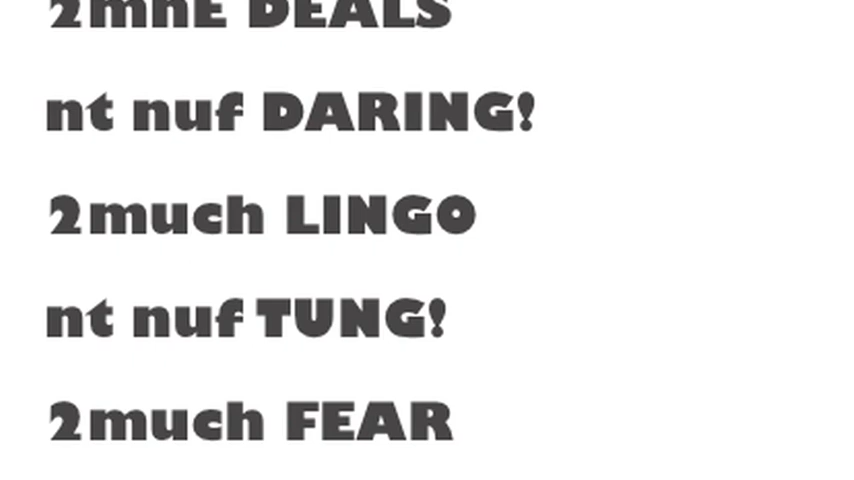 2mnE DEALS
nt nuf DARING!
2much LINGO
nt nuf TUNG!
2much FEAR